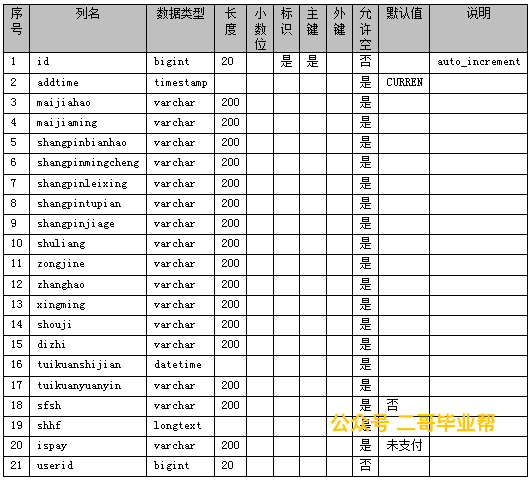 序号 列名 数据类型 长度 小数位 标识 主键 外键 允许空 默认值 说明
1 id bigint 20 是 是 否 auto_increment
2 addtime timestamp 是 CURREN
3 maijiahao varchar 200 是
4 maijiaming varchar 200 是
5 shangpinbianhao varchar 200 是
6 shangpinmingcheng varchar 200 是
7 shangpinleixing varchar 200 是
8 shangpintupian varchar 200 是
9 shangpinjiage varchar 200 是
10 shuliang varchar 200 是
11 zongjine varchar 200 是
12 zhanghao varchar 200 是
13 xingming varchar 200 是
14 shouji varchar 200 是
15 dizhi varchar 200 是
16 tuikuanshijian datetime 是
17 tuikuanyuanyin varchar 200 是
18 sfsh varchar 200 是 否
19 shhf longtext 是
公众号 二哥毕业帮
20 ispay varchar 200 是 未支付
21 userid bigint 20 否